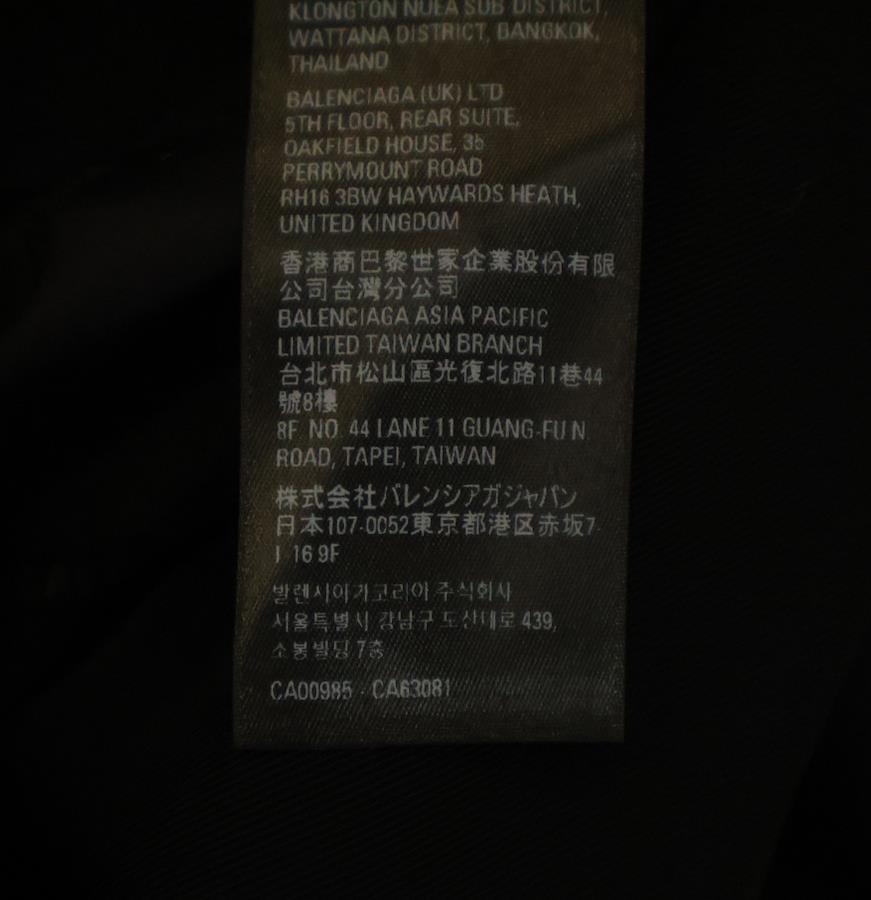 KLONGTON NUEA SUB DISTRICT,
WATTANA DISTRICT, BANGKOK,
THAILAND
BALENCIAGA (UK) LTD
5TH FLOOR, REAR SUITE,
OAKFIELD HOUSE, 35
PERRYMOUNT ROAD
RH16 3BW HAYWARDS HEATH,
UNITED KINGDOM
香港商巴黎世家企業股份有限
公司台灣分公司
BALENCIAGA ASIA PACIFIC
LIMITED TAIWAN BRANCH
台北市松山區光復北路11巷44
號8樓
8F NO. 44 LANE 11 GUANG-FU N.
ROAD, TAPEI, TAIWAN
株式会社バレンシアガジャパン
日本107-0052東京都港区赤坂7-
1 16 9F
발렌시아가코리아 주식회사
서울특별시 강남구 도산대로 439,
소봉빌딩 7층
CA00985 - CA63081